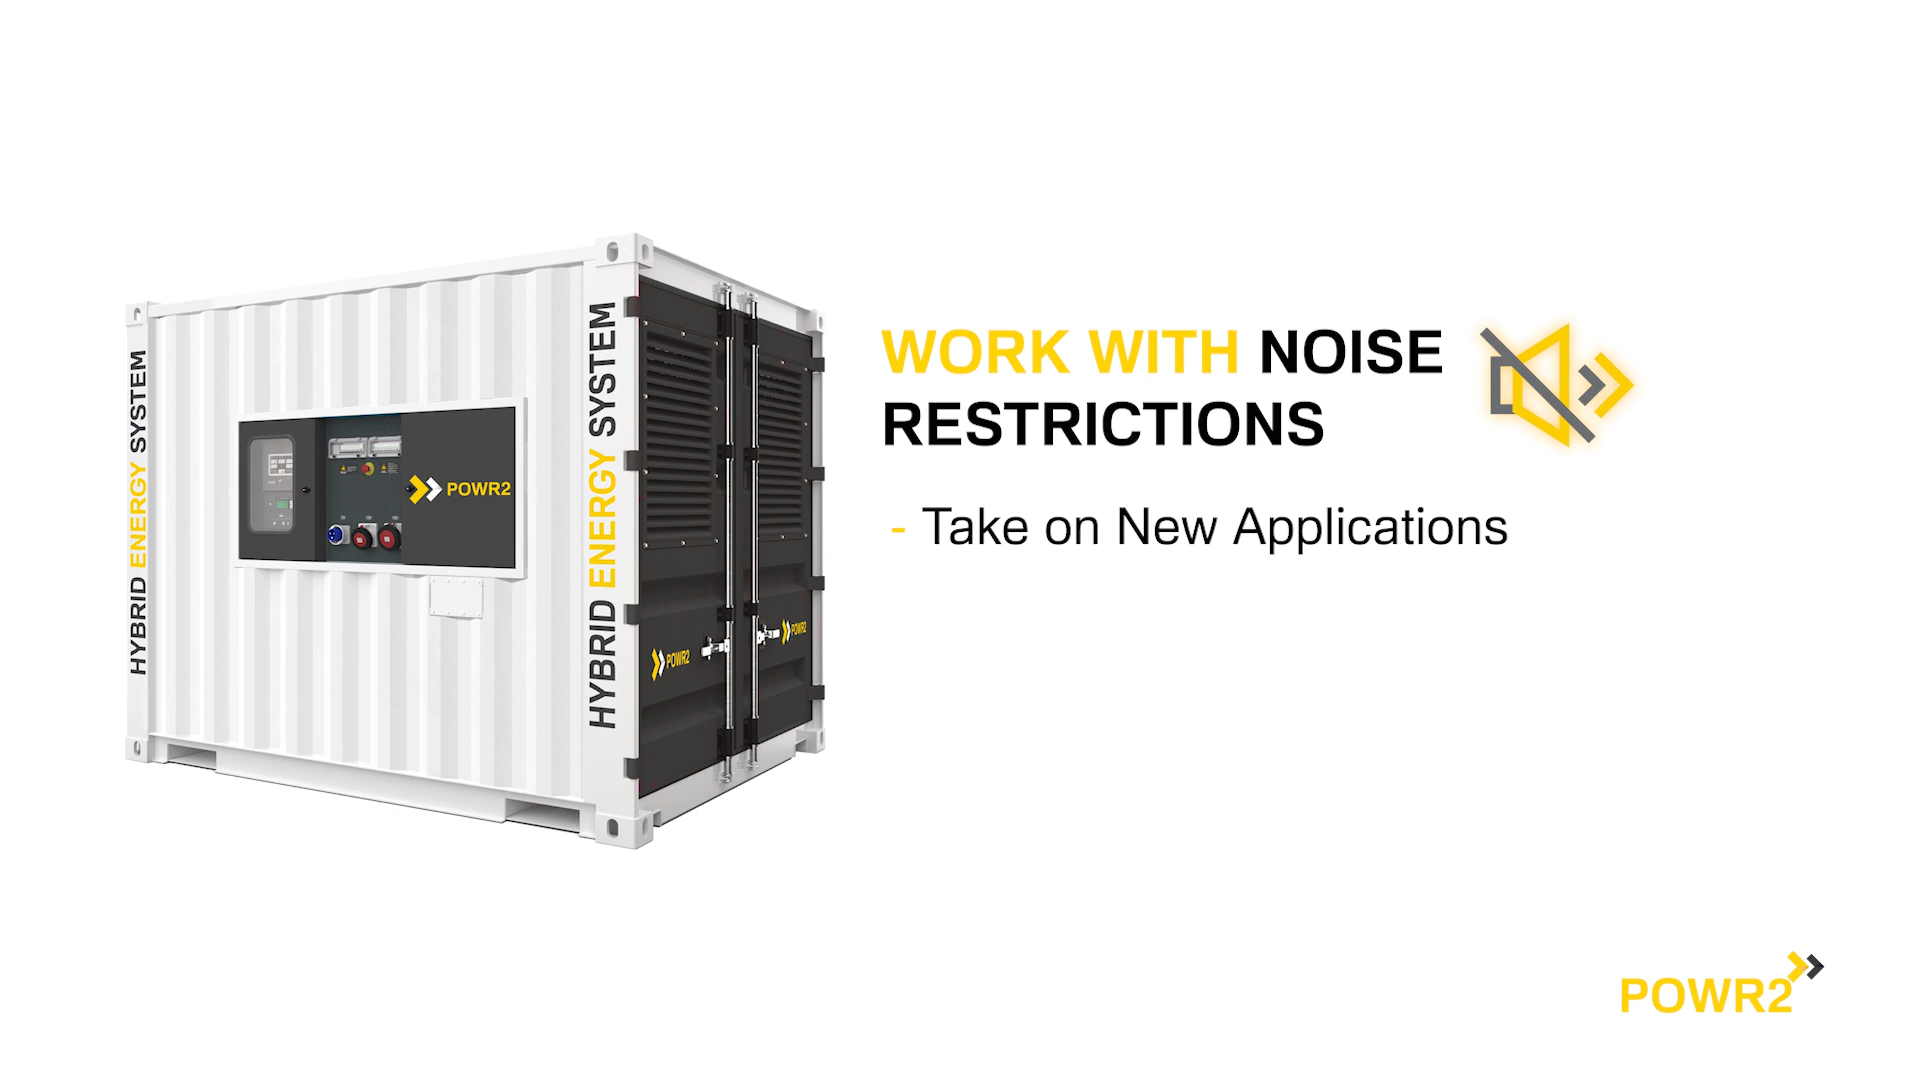 HYBRID ENERGY SYSTEM
HYBRID ENERGY SYSTEM
POWR2
POWR2
POWR2
WORK WITH NOISE
RESTRICTIONS
- Take on New Applications
POWR2